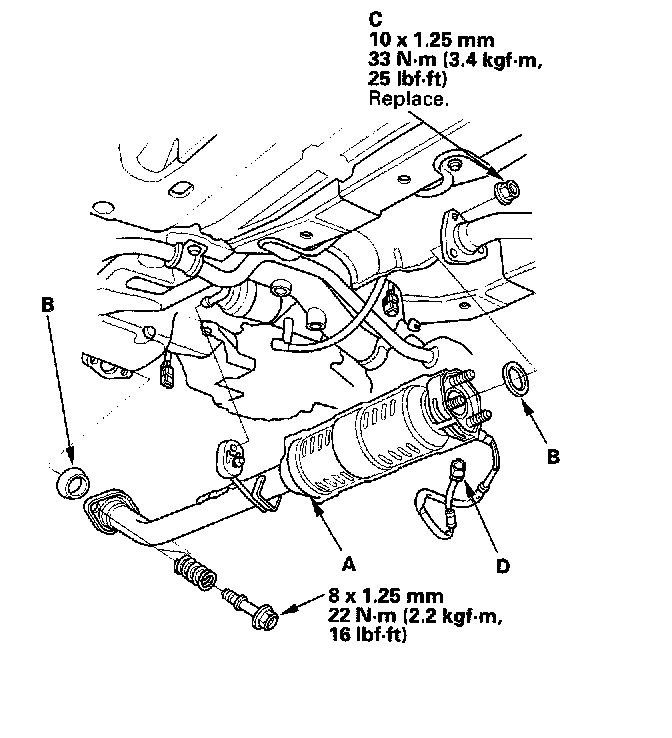 C
10 x 1.25 mm
33 N·m (3.4 kgf·m,
25 lbf·ft)
Replace.
B
B
A
D
8 x 1.25 mm
22 N·m (2.2 kgf·m,
16 lbf·ft)